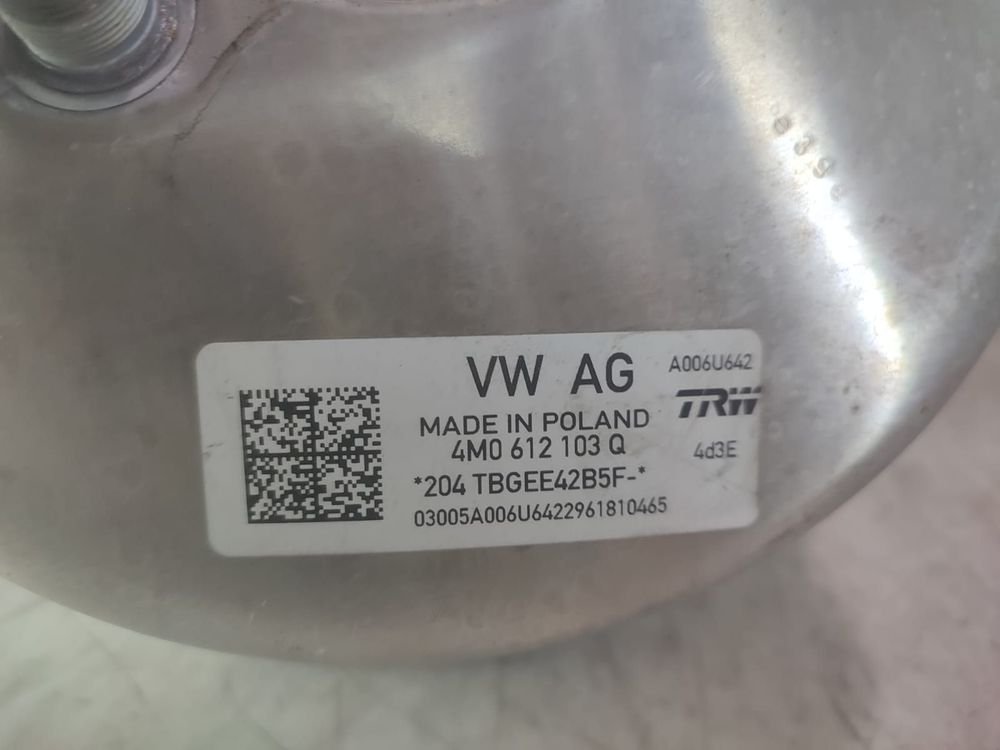 VW AG
A006U642
TRW
MADE IN POLAND
4M0 612 103 Q
4d3E
*204 TBGEE42B5F-*
03005A006U6422961810465